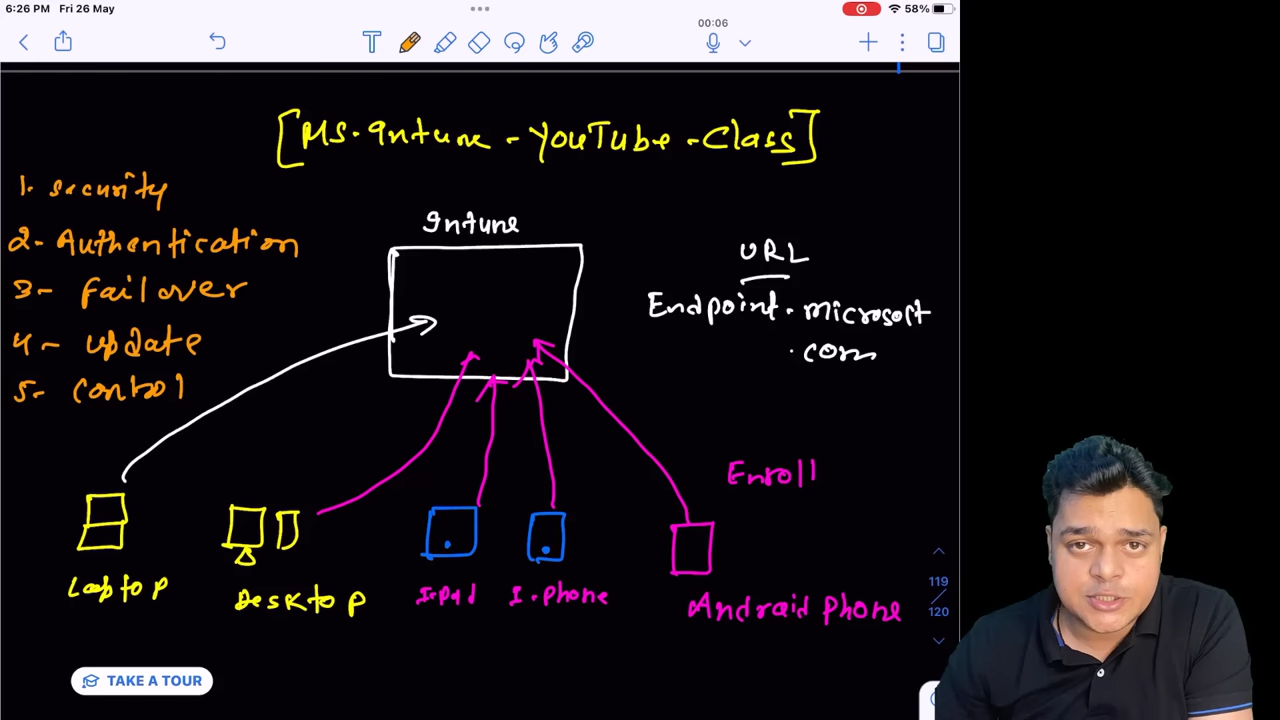 6:26 PM Fri 26 May
58%
T
00:06
[MS.Intune - YouTube - Class]
1. security
2- Authentication
3- failover
4- update
5- control
Intune
URL
Endpoint.microsoft
.com
Enroll
Laptop
Desktop
I.pad
I.phone
Andraid phone
119
120
TAKE A TOUR